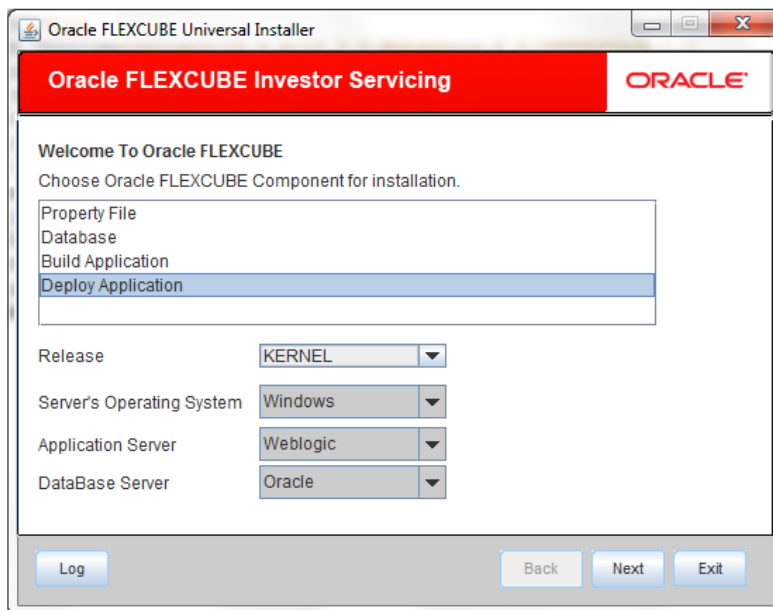 Oracle FLEXCUBE Universal Installer
Oracle FLEXCUBE Investor Servicing
ORACLE
Welcome To Oracle FLEXCUBE
Choose Oracle FLEXCUBE Component for installation.
Property File
Database
Build Application
Deploy Application
Release KERNEL
Server's Operating System Windows
Application Server Weblogic
DataBase Server Oracle
Log Back Next Exit